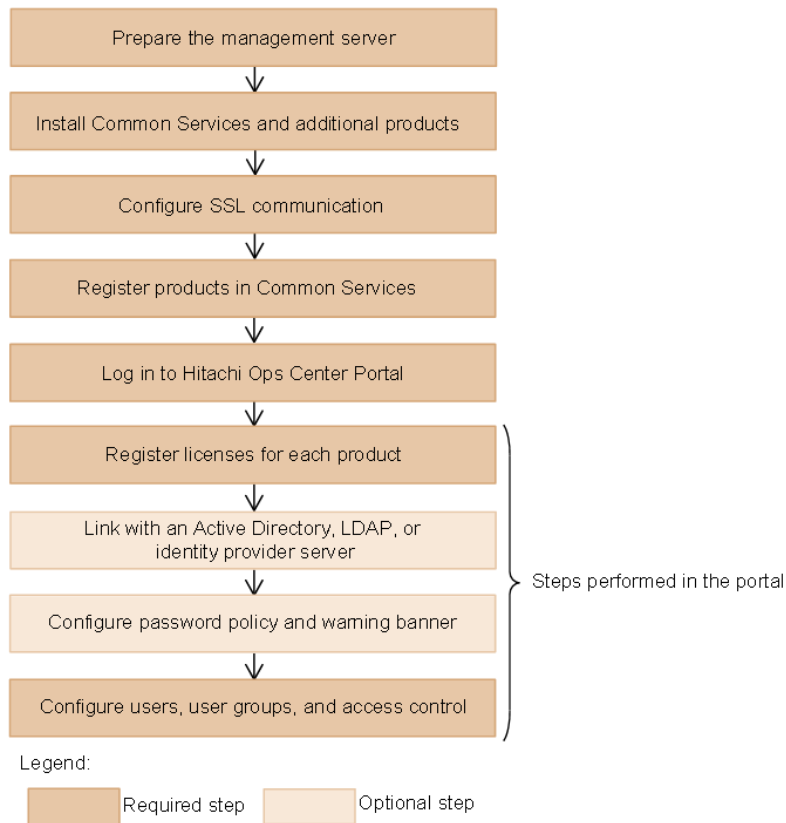 Prepare the management server
Install Common Services and additional products
Configure SSL communication
Register products in Common Services
Log in to Hitachi Ops Center Portal
Register licenses for each product
Link with an Active Directory, LDAP, or
identity provider server
Steps performed in the portal
Configure password policy and warning banner
Configure users, user groups, and access control
Legend:
Required step
Optional step